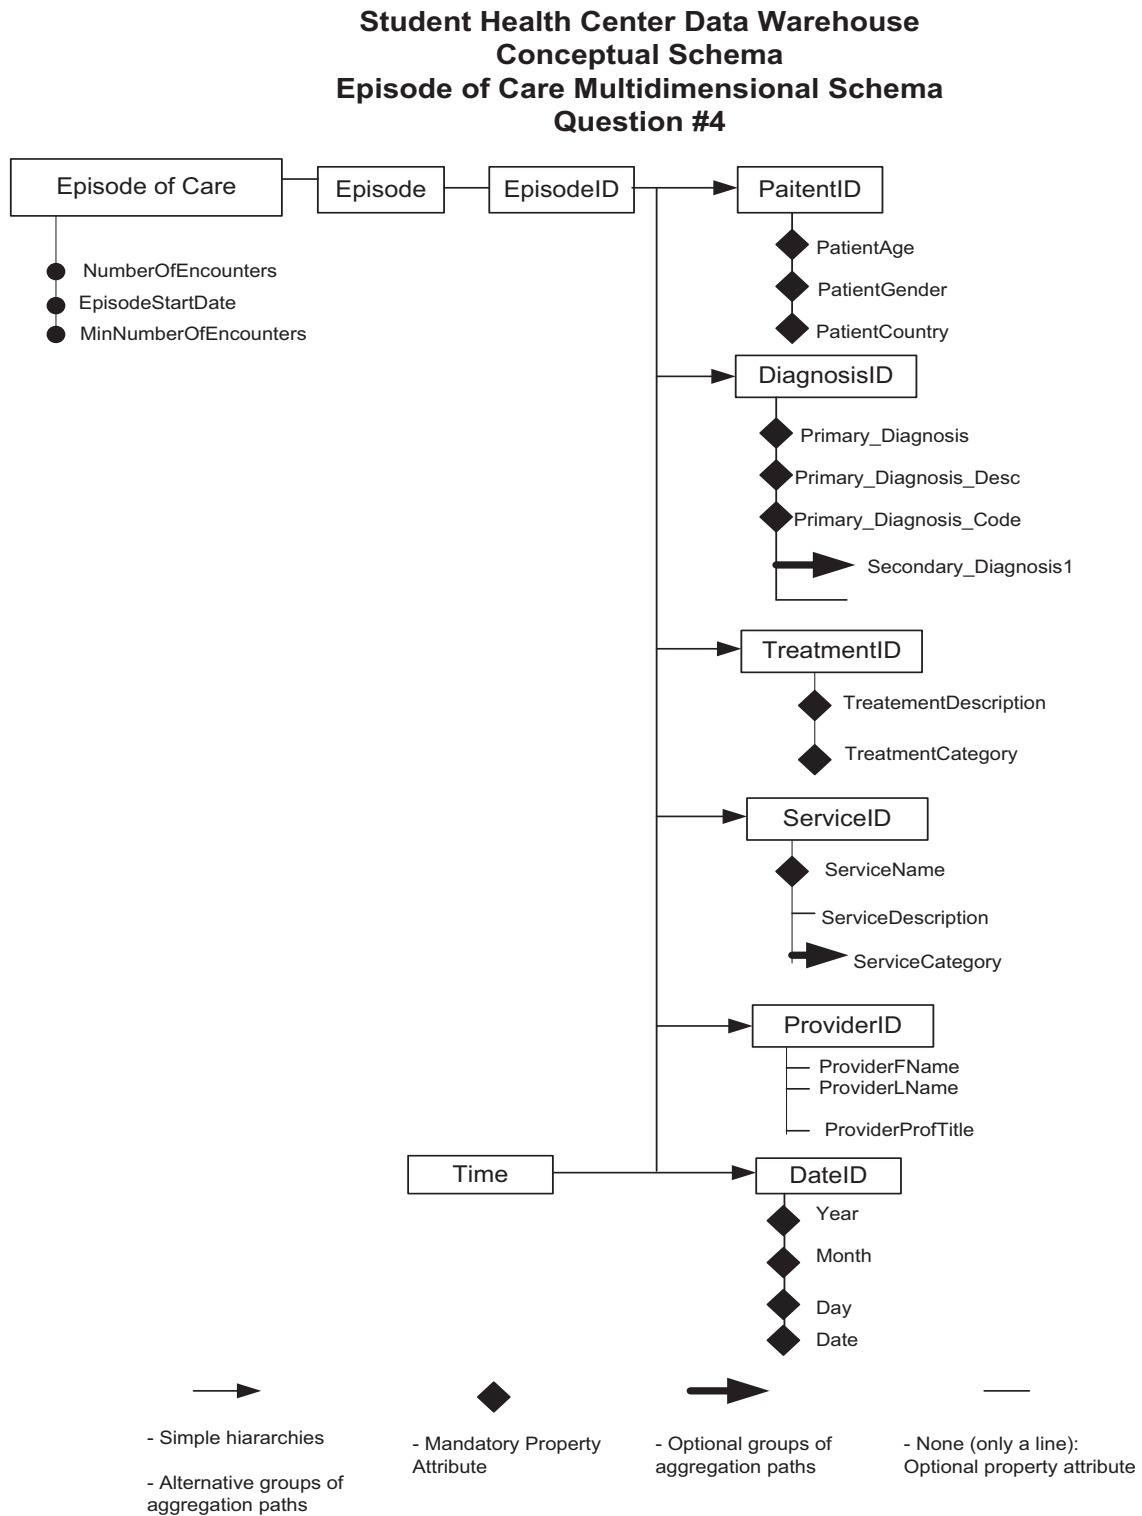 Student Health Center Data Warehouse
Conceptual Schema
Episode of Care Multidimensional Schema
Question #4
Episode of Care
Episode
EpisodeID
PaitentID
NumberOfEncounters
EpisodeStartDate
MinNumberOfEncounters
PatientAge
PatientGender
PatientCountry
DiagnosisID
Primary_Diagnosis
Primary_Diagnosis_Desc
Primary_Diagnosis_Code
Secondary_Diagnosis1
TreatmentID
TreatementDescription
TreatmentCategory
ServiceID
ServiceName
ServiceDescription
ServiceCategory
ProviderID
ProviderFName
ProviderLName
ProviderProfTitle
Time
DateID
Year
Month
Day
Date
- Simple hiararchies
- Alternative groups of
aggregation paths
- Mandatory Property
Attribute
- Optional groups of
aggregation paths
- None (only a line):
Optional property attribute